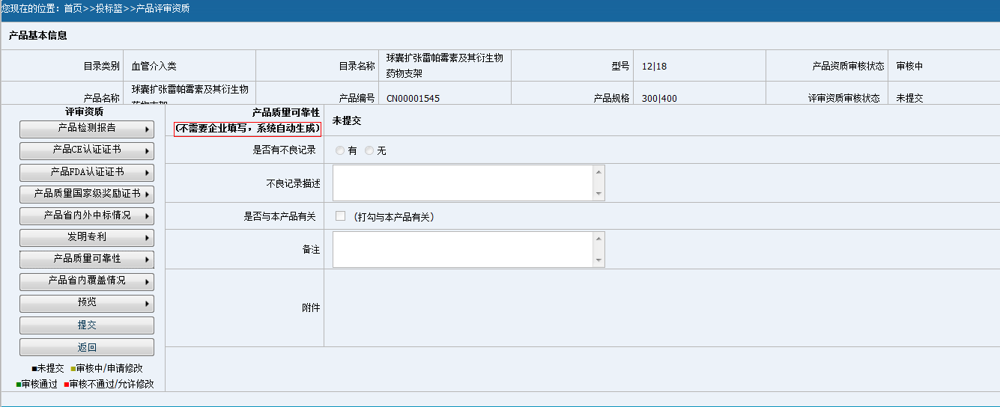 您现在的位置：首页>>投标篮>>产品评审资质
产品基本信息
目录类别 血管介入类 目录名称 球囊扩张雷帕霉素及其衍生物 型号 12|18 产品资质审核状态 审核中
药物支架
产品名称 球囊扩张雷帕霉素及其衍生物 产品编号 CN00001545 产品规格 300|400 评审资质审核状态 未提交
药物支架
评审资质
产品检测报告
产品CE认证证书
产品FDA认证证书
产品质量国家级奖励证书
产品省内外中标情况
发明专利
产品质量可靠性
产品省内覆盖情况
预览
提交
返回
■未提交 ■审核中/申请修改
■审核通过 ■审核不通过/允许修改
产品质量可靠性
(不需要企业填写，系统自动生成)
未提交
是否有不良记录 有 无
不良记录描述
是否与本产品有关 (打勾与本产品有关)
备注
附件